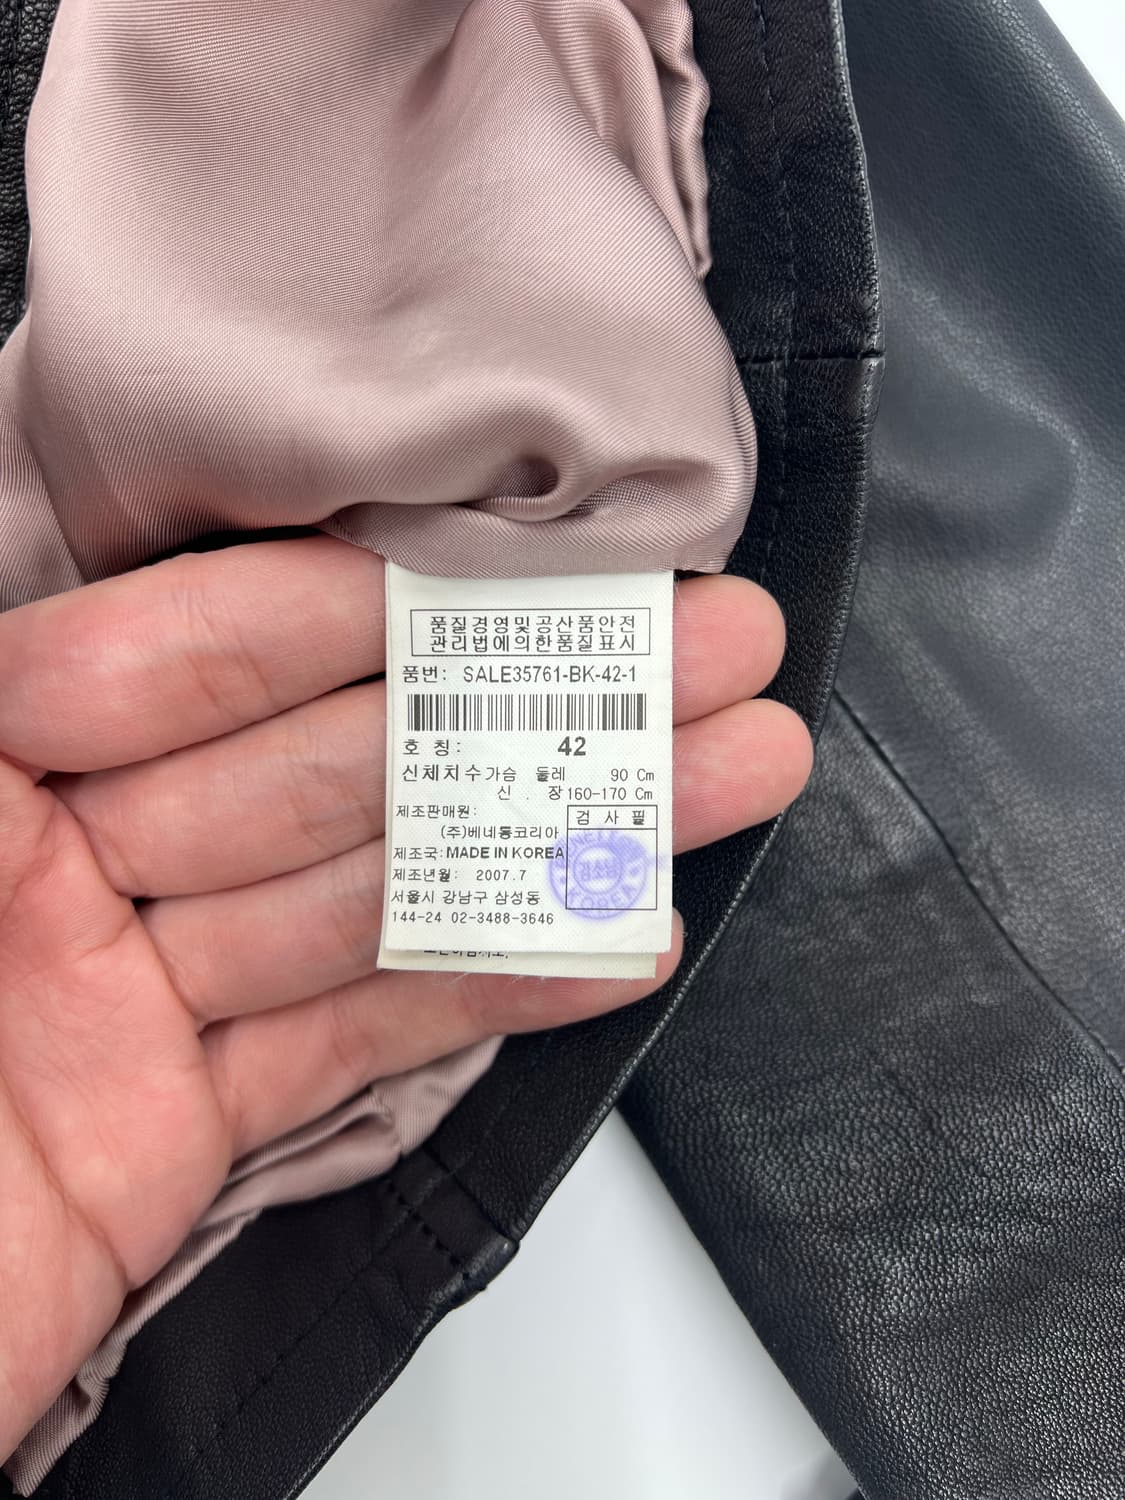 품질경영및공산품안전
관리법에의한품질표시
품번: SALE35761-BK-42-1
호 칭: 42
신체치수가슴 둘레 90 Cm
신 . 장 160-170 Cm
제조판매원:
검 사 필
(주)베네통코리아
제조국: MADE IN KOREA
제조년월: 2007.7
서울시 강남구 삼성동
144-24 02-3488-3646
KOREA